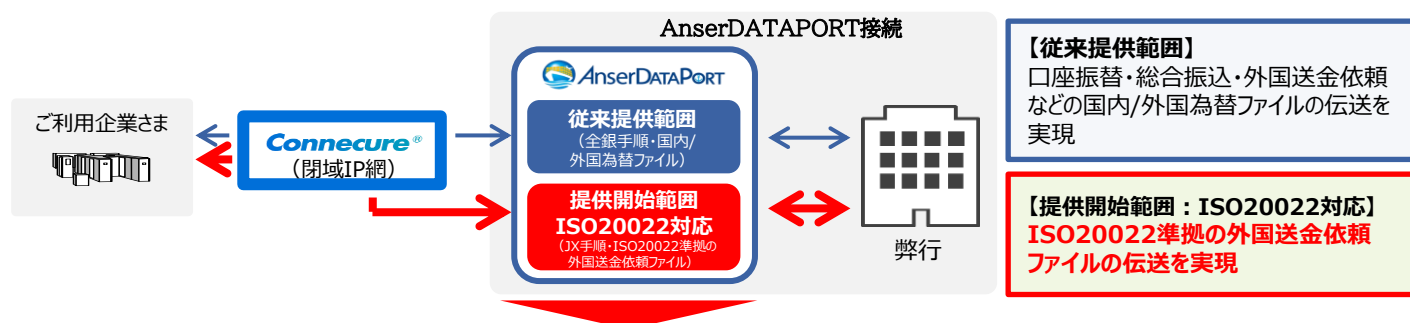 AnserDATAPORT接続
ご利用企業さま
Connecure®
（閉域IP網）
AnserDATAPORT
従来提供範囲
（全銀手順・国内/
外国為替ファイル）
提供開始範囲
ISO20022対応
（JX手順・ISO20022準拠の
外国送金依頼ファイル）
弊行
【従来提供範囲】
口座振替・総合振込・外国送金依頼
などの国内/外国為替ファイルの伝送を
実現
【提供開始範囲：ISO20022対応】
ISO20022準拠の外国送金依頼
ファイルの伝送を実現